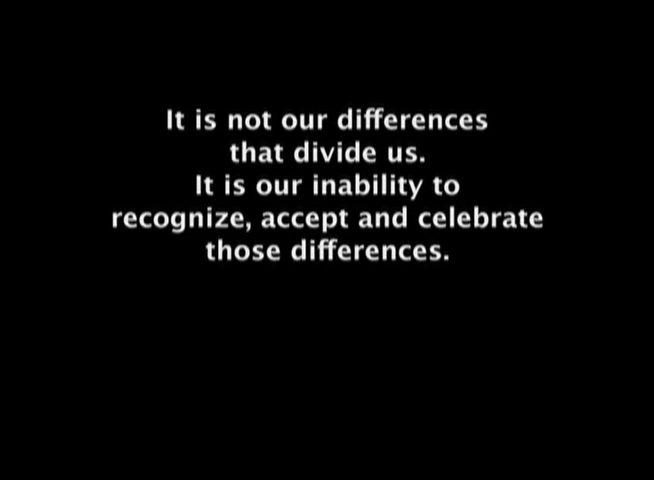 It is not our differences
that divide us.
It is our inability to
recognize, accept and celebrate
those differences.